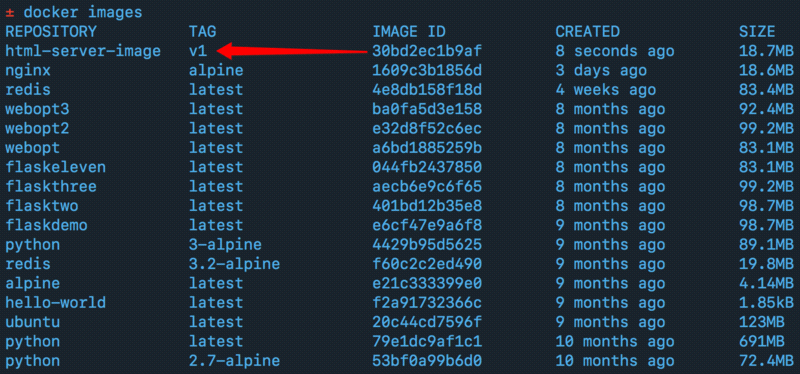 ± docker images
REPOSITORY TAG IMAGE ID CREATED SIZE
html-server-image v1 30bd2ec1b9af 8 seconds ago 18.7MB
nginx alpine 1609c3b1856d 3 days ago 18.6MB
redis latest 4e8db158f18d 4 weeks ago 83.4MB
webopt3 latest ba0fa5d3e158 8 months ago 92.4MB
webopt2 latest e32d8f52c6ec 8 months ago 99.2MB
webopt latest a6bd1885259b 8 months ago 83.1MB
flaskeleven latest 044fb2437850 8 months ago 83.1MB
flaskthree latest aecb6e9c6f65 8 months ago 99.2MB
flasktwo latest 401bd12b35e8 8 months ago 98.7MB
flaskdemo latest e6cf47e9a6f8 9 months ago 98.7MB
python 3-alpine 4429b95d5625 9 months ago 89.1MB
redis 3.2-alpine f60c2c2ed490 9 months ago 19.8MB
alpine latest e21c333399e0 9 months ago 4.14MB
hello-world latest f2a91732366c 9 months ago 1.85kB
ubuntu latest 20c44cd7596f 9 months ago 123MB
python latest 79e1dc9af1c1 10 months ago 691MB
python 2.7-alpine 53bf0a99b6d0 10 months ago 72.4MB